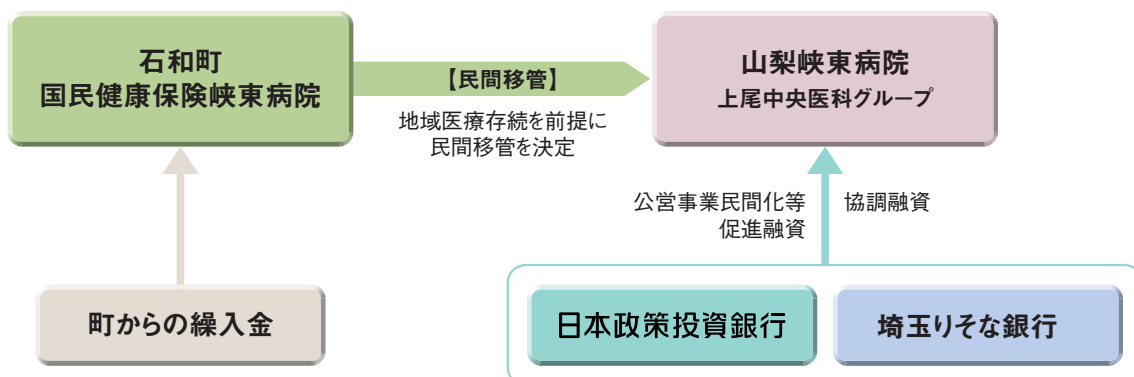 石和町
国民健康保険峡東病院
【民間移管】
地域医療存続を前提に
民間移管を決定
山梨峡東病院
上尾中央医科グループ
公営事業民間化等
促進融資
協調融資
町からの繰入金
日本政策投資銀行
埼玉りそな銀行